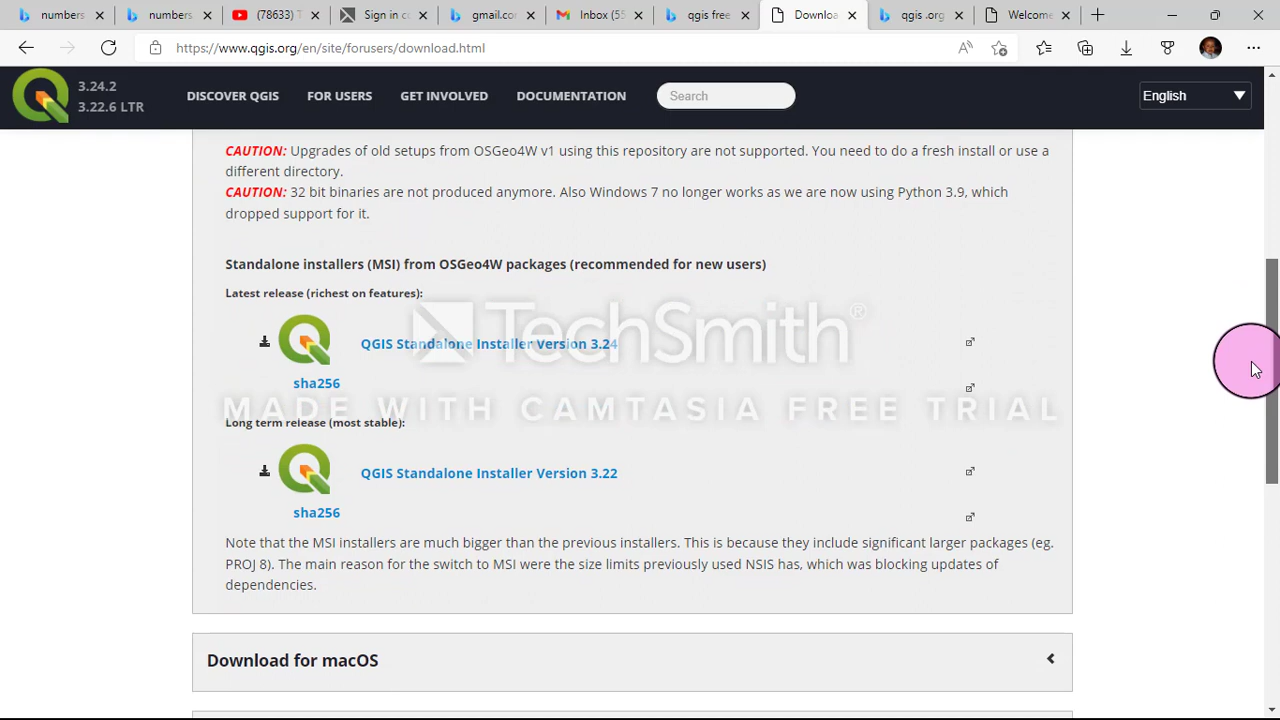 numbers
numbers
(78633) T
Sign in co
gmail.co
Inbox (55
qgis free
Downloa
qgis .org
Welcome
https://www.qgis.org/en/site/forusers/download.html
3.24.2
3.22.6 LTR
DISCOVER QGIS
FOR USERS
GET INVOLVED
DOCUMENTATION
Search
English
CAUTION: Upgrades of old setups from OSGeo4W v1 using this repository are not supported. You need to do a fresh install or use a
different directory.
CAUTION: 32 bit binaries are not produced anymore. Also Windows 7 no longer works as we are now using Python 3.9, which
dropped support for it.
Standalone installers (MSI) from OSGeo4W packages (recommended for new users)
Latest release (richest on features):
QGIS Standalone Installer Version 3.24
sha256
TechSmith®
MADE WITH CAMTASIA FREE TRIAL
Long term release (most stable):
QGIS Standalone Installer Version 3.22
sha256
Note that the MSI installers are much bigger than the previous installers. This is because they include significant larger packages (eg.
PROJ 8). The main reason for the switch to MSI were the size limits previously used NSIS has, which was blocking updates of
dependencies.
Download for macOS